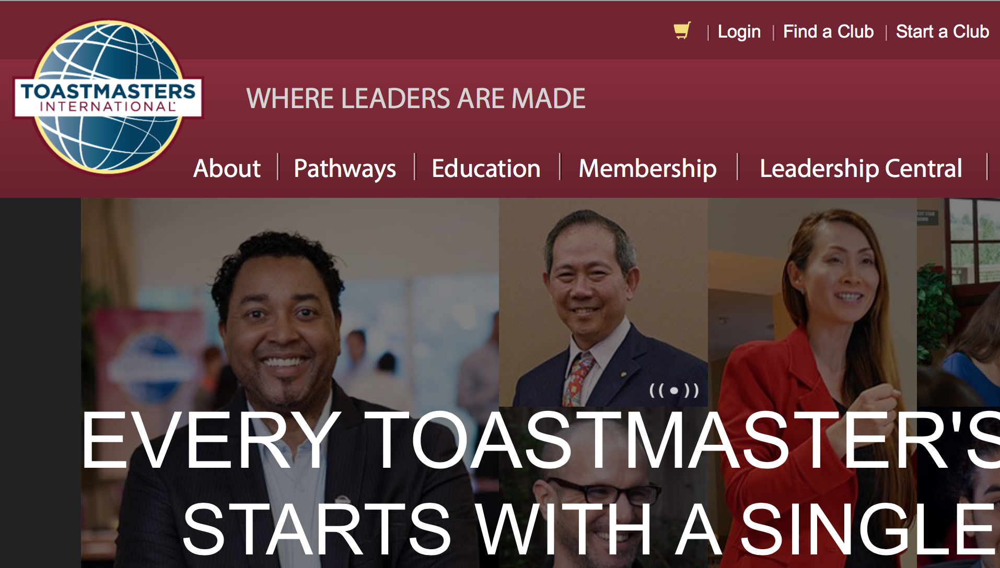 Login | Find a Club | Start a Club
TOASTMASTERS
INTERNATIONAL
WHERE LEADERS ARE MADE
About | Pathways | Education | Membership | Leadership Central |
EVERY TOASTMASTER'S
STARTS WITH A SINGLE